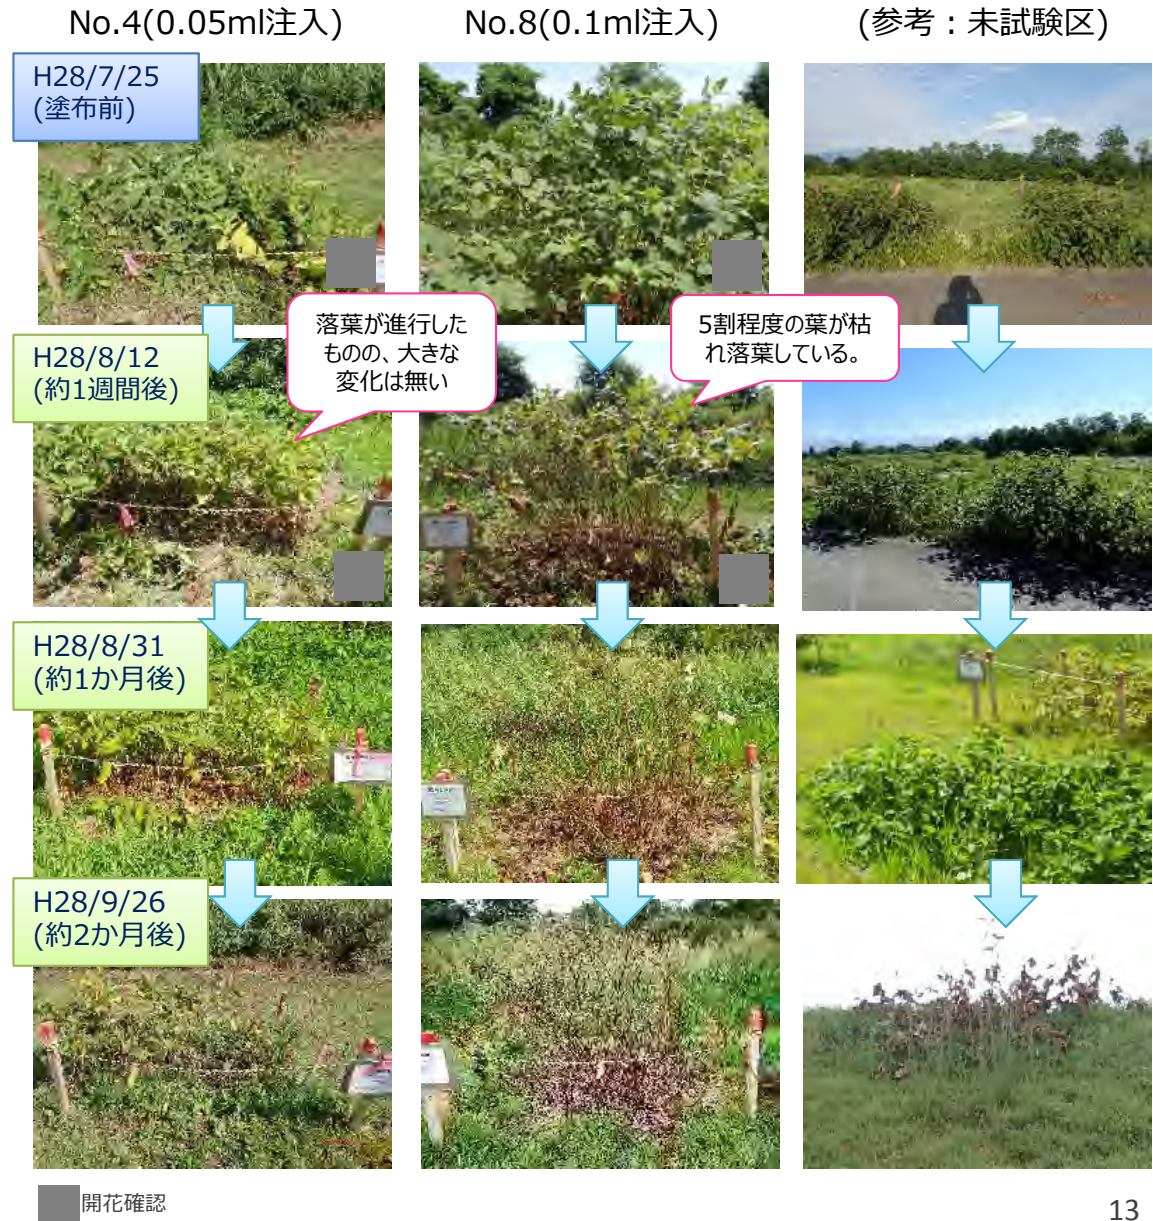 No.4(0.05ml注入)
No.8(0.1ml注入)
(参考：未試験区)
H28/7/25
(塗布前)
落葉が進行した
ものの、大きな
変化は無い
5割程度の葉が枯
れ落葉している。
H28/8/12
(約1週間後)
H28/8/31
(約1か月後)
H28/9/26
(約2か月後)
開花確認
13